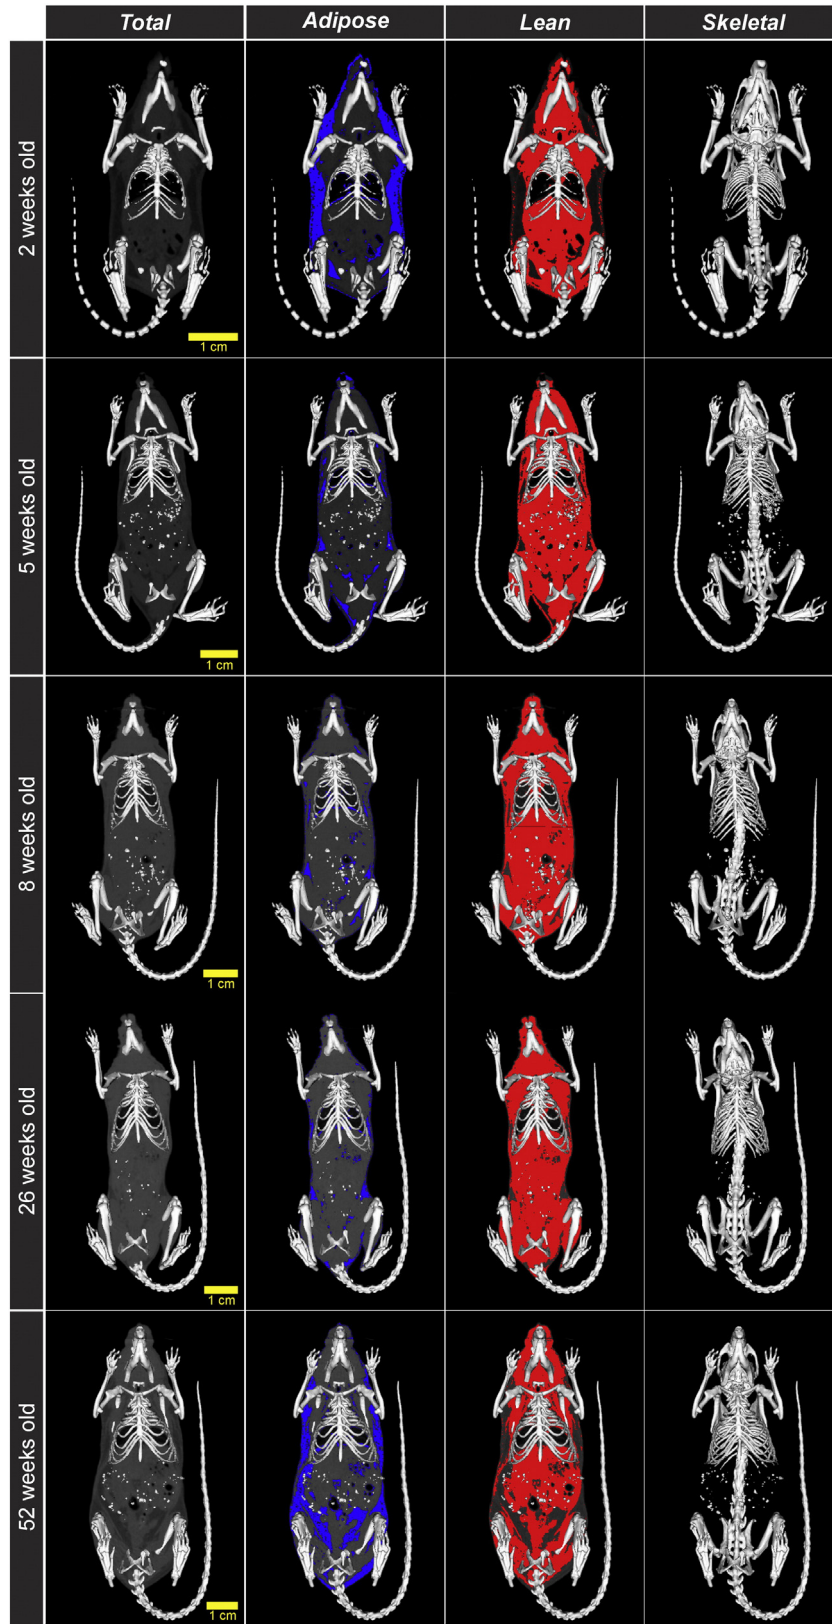 Total Adipose Lean Skeletal
2 weeks old
1 cm
5 weeks old
1 cm
8 weeks old
1 cm
26 weeks old
1 cm
52 weeks old
1 cm